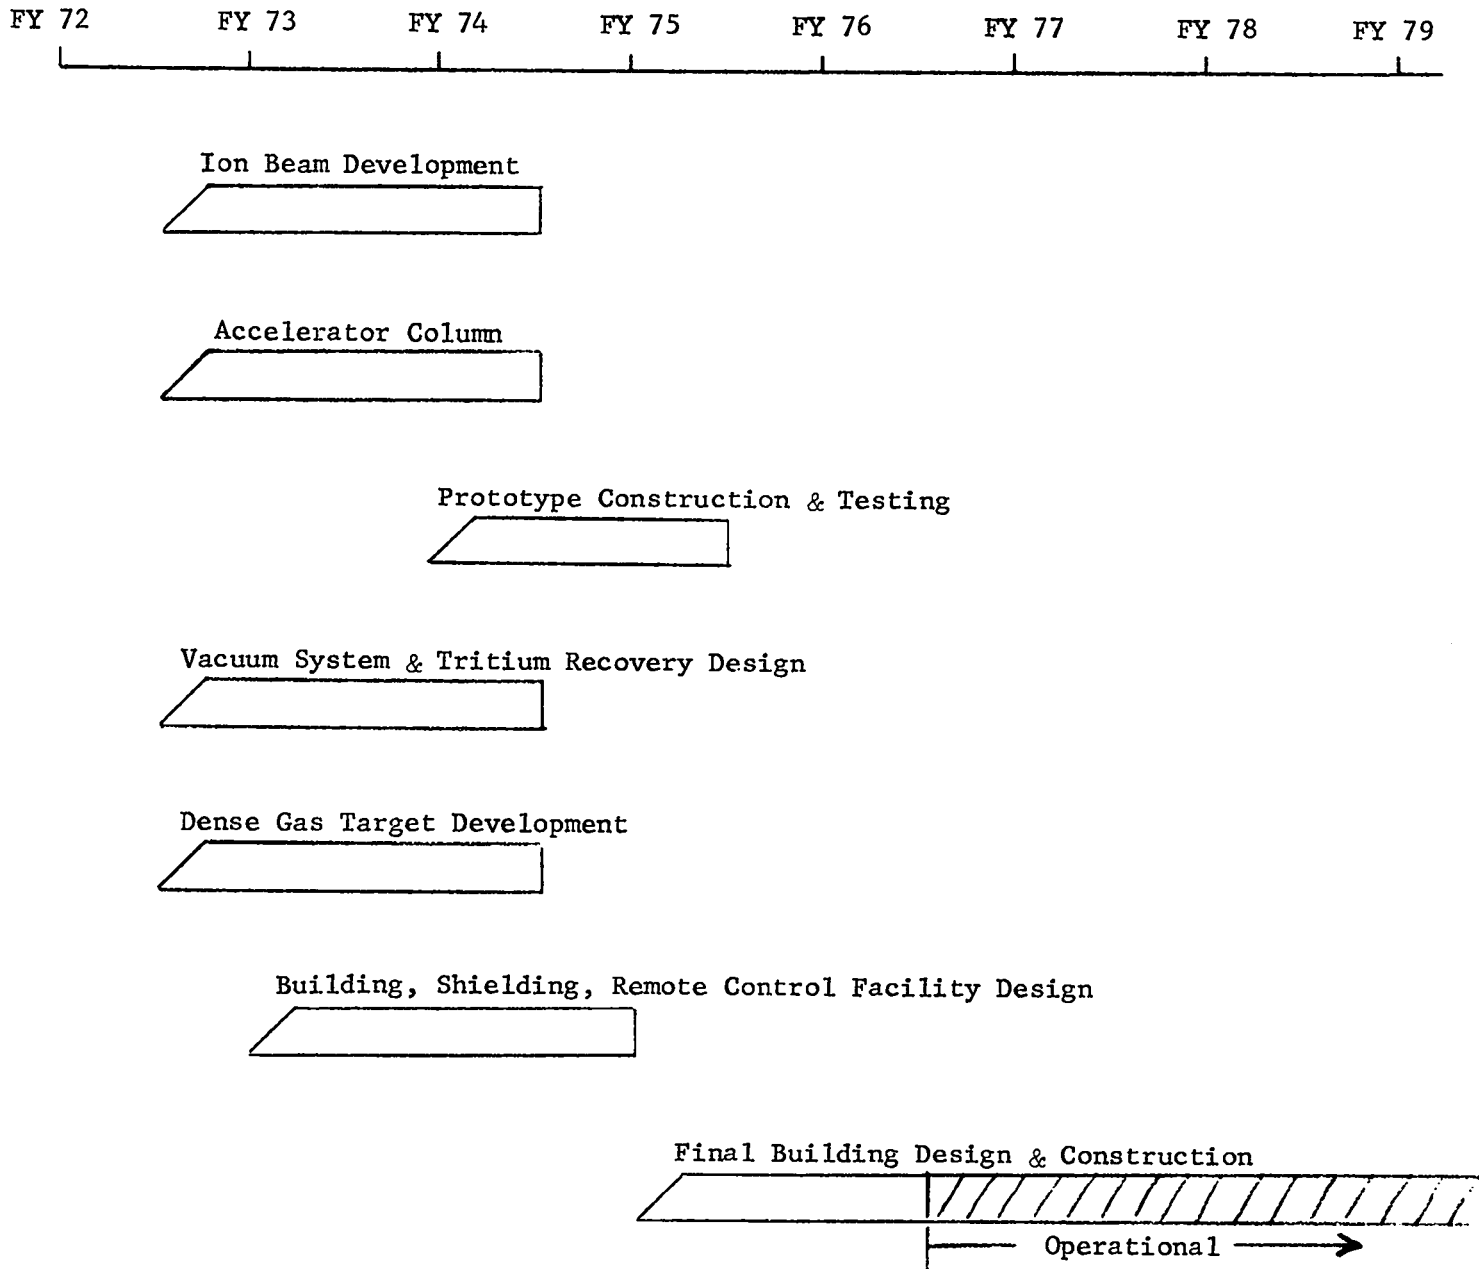 FY 72 FY 73 FY 74 FY 75 FY 76 FY 77 FY 78 FY 79
Ion Beam Development
Accelerator Column
Prototype Construction & Testing
Vacuum System & Tritium Recovery Design
Dense Gas Target Development
Building, Shielding, Remote Control Facility Design
Final Building Design & Construction
Operational